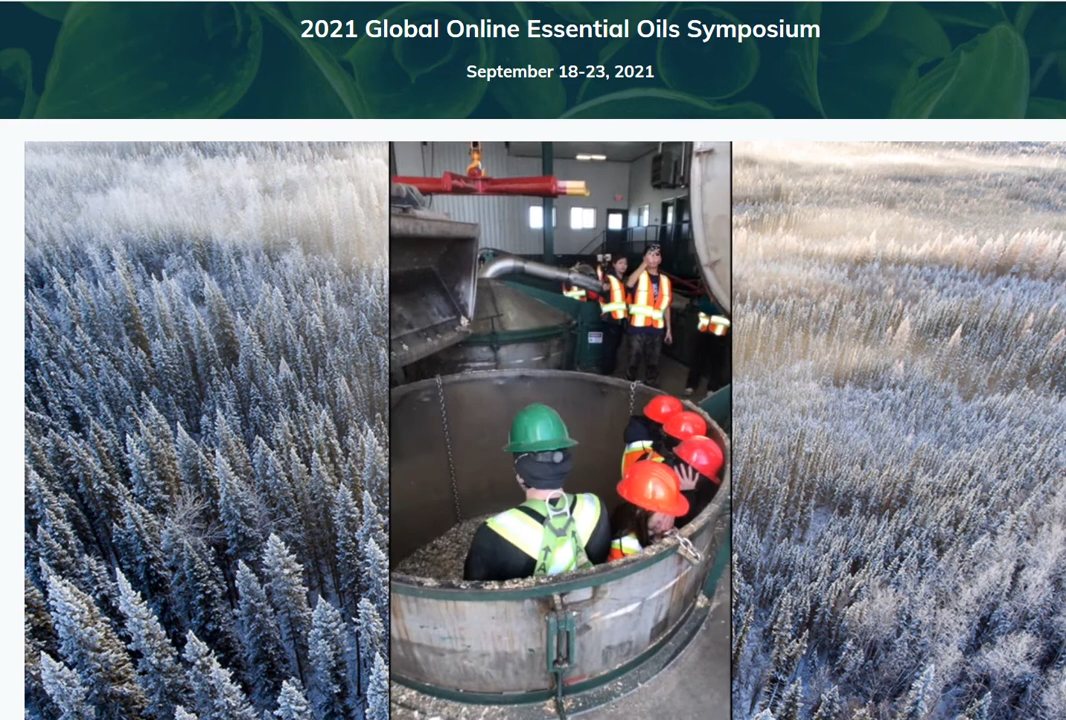 2021 Global Online Essential Oils Symposium
September 18-23, 2021